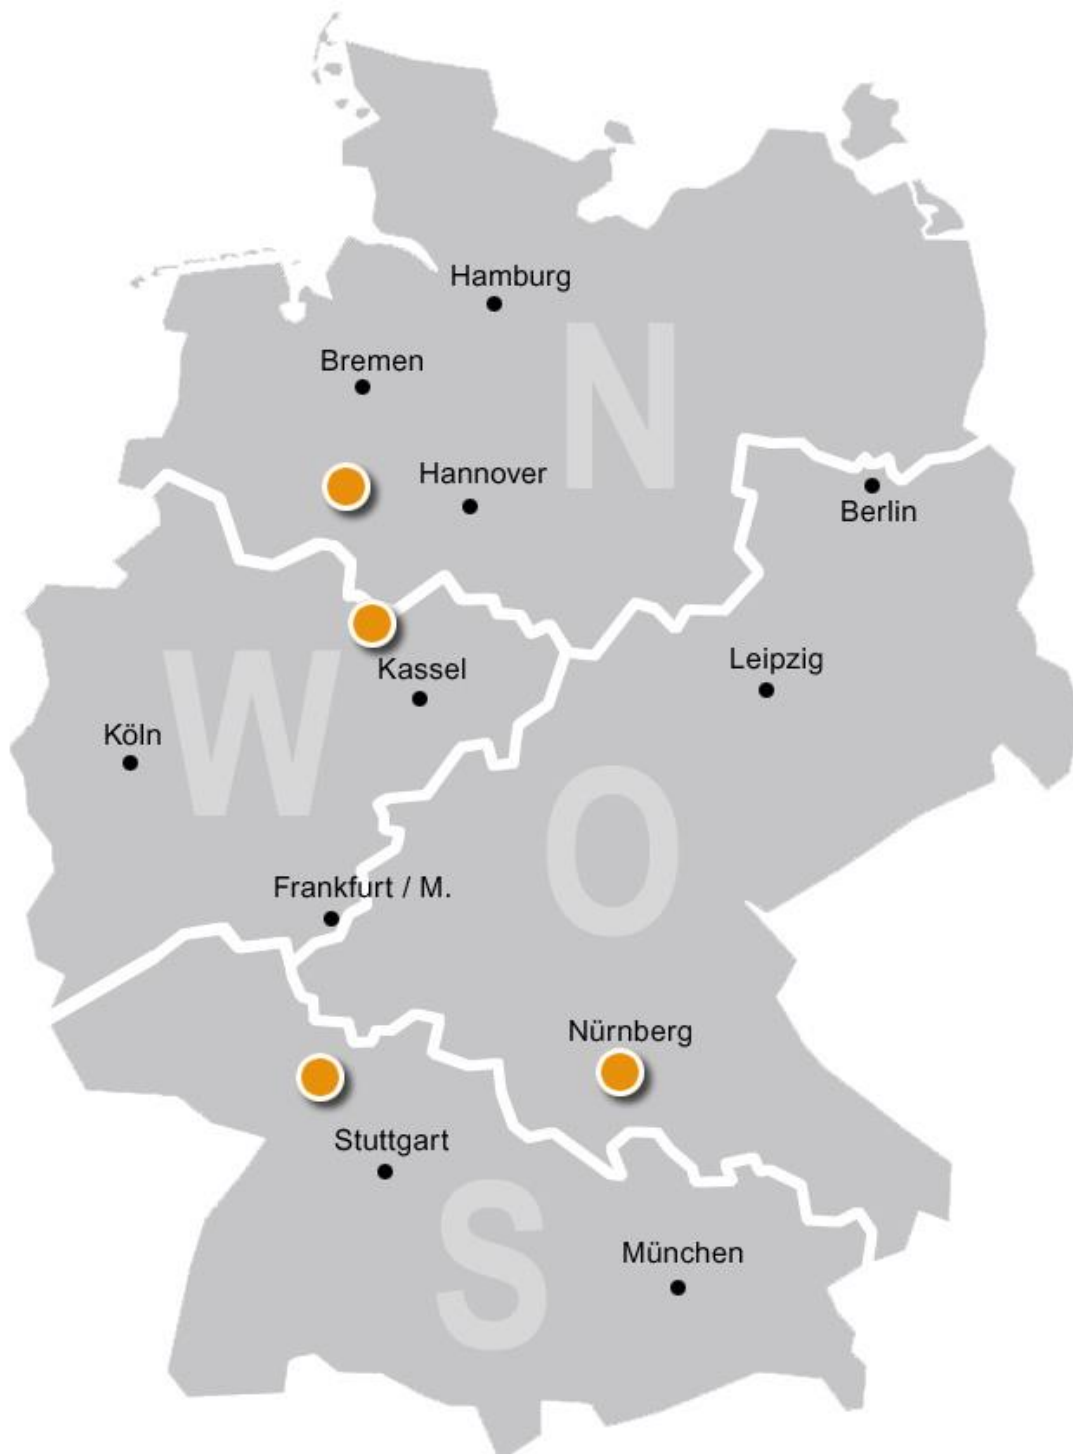 Hamburg
N
Bremen
Hannover
Berlin
W
Kassel
Leipzig
Köln
O
Frankfurt / M.
Nürnberg
Stuttgart
S
München